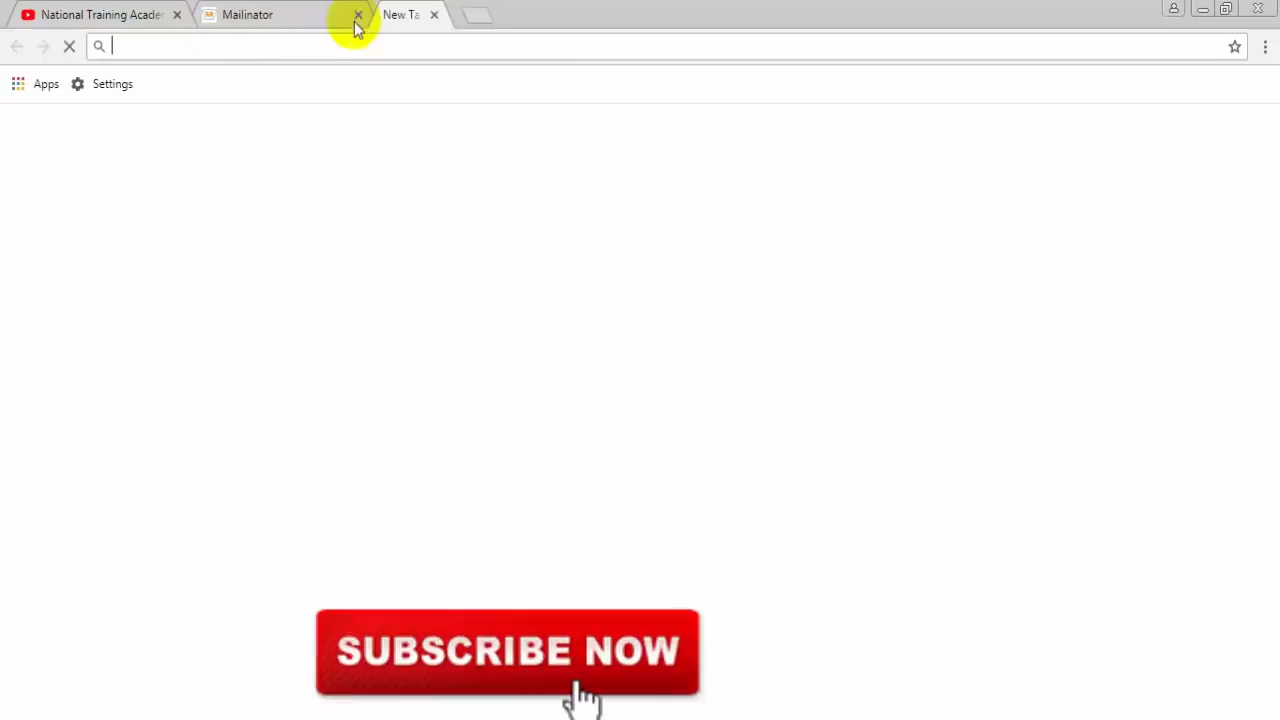 National Training Acade
Mailinator
New Ta
Apps
Settings
SUBSCRIBE NOW